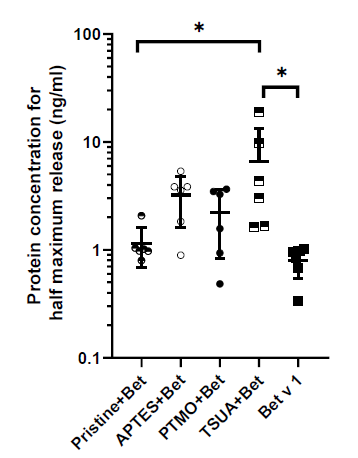 *
*
100
10
1
0.1
Protein concentration for
half maximum release (ng/ml)
Pristine+Bet
APTES+Bet
PTMO+Bet
TSUA+Bet
Bet v 1